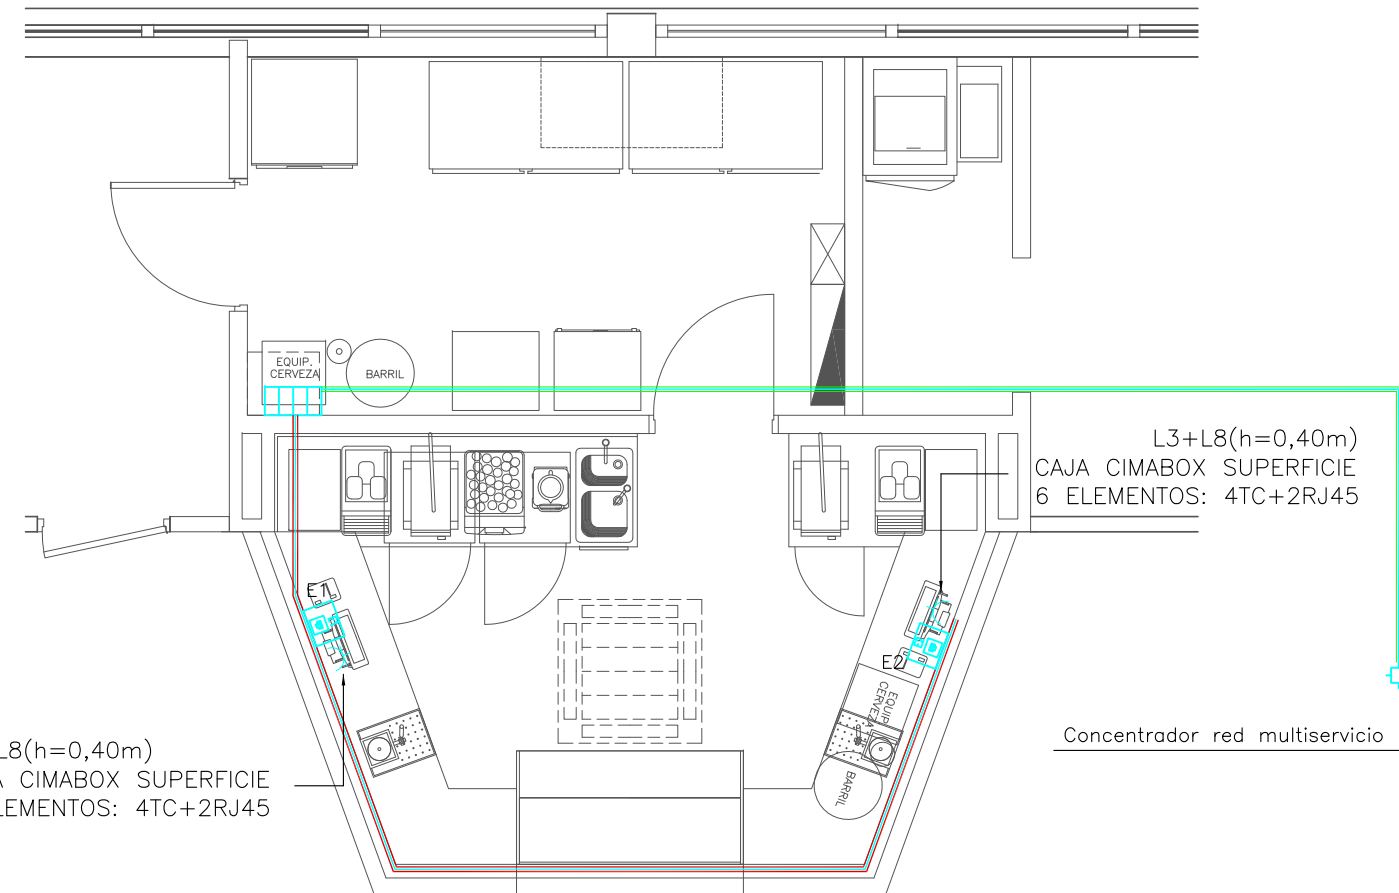 EQUIP.
CERVEZA
BARRIL
L3+L8(h=0,40m)
CAJA CIMABOX SUPERFICIE
6 ELEMENTOS: 4TC+2RJ45
E1
E2
EQUIP.
CERVEZA
BARRIL
L8(h=0,40m)
A CIMABOX SUPERFICIE
LEMENTOS: 4TC+2RJ45
Concentrador red multiservicio